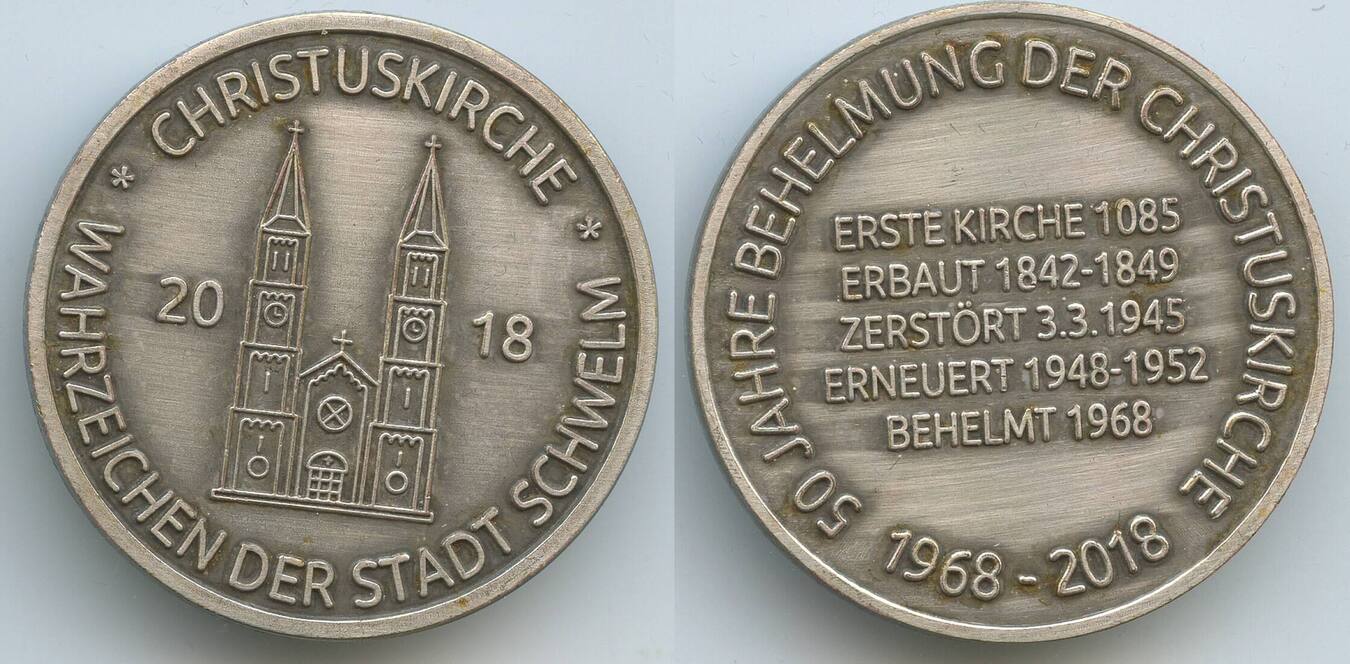 * CHRISTUSKIRCHE *
WAHRZEICHEN DER STADT SCHWELM
20 18
50 JAHRE BEHELMUNG DER CHRISTUSKIRCHE
1968 - 2018
ERSTE KIRCHE 1085
ERBAUT 1842-1849
ZERSTÖRT 3.3.1945
ERNEUERT 1948-1952
BEHELMT 1968